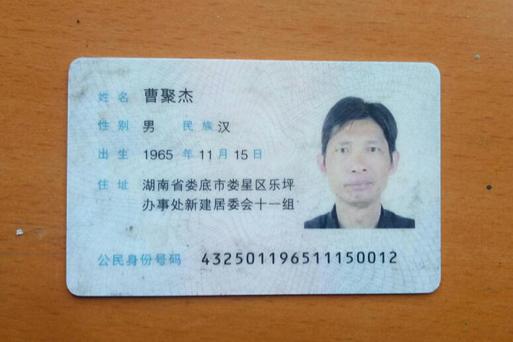 姓名 曹聚杰
性别 男 民族 汉
出生 1965 年 11 月 15 日
住址 湖南省娄底市娄星区乐坪
办事处新建居委会十一组
公民身份号码 432501196511150012